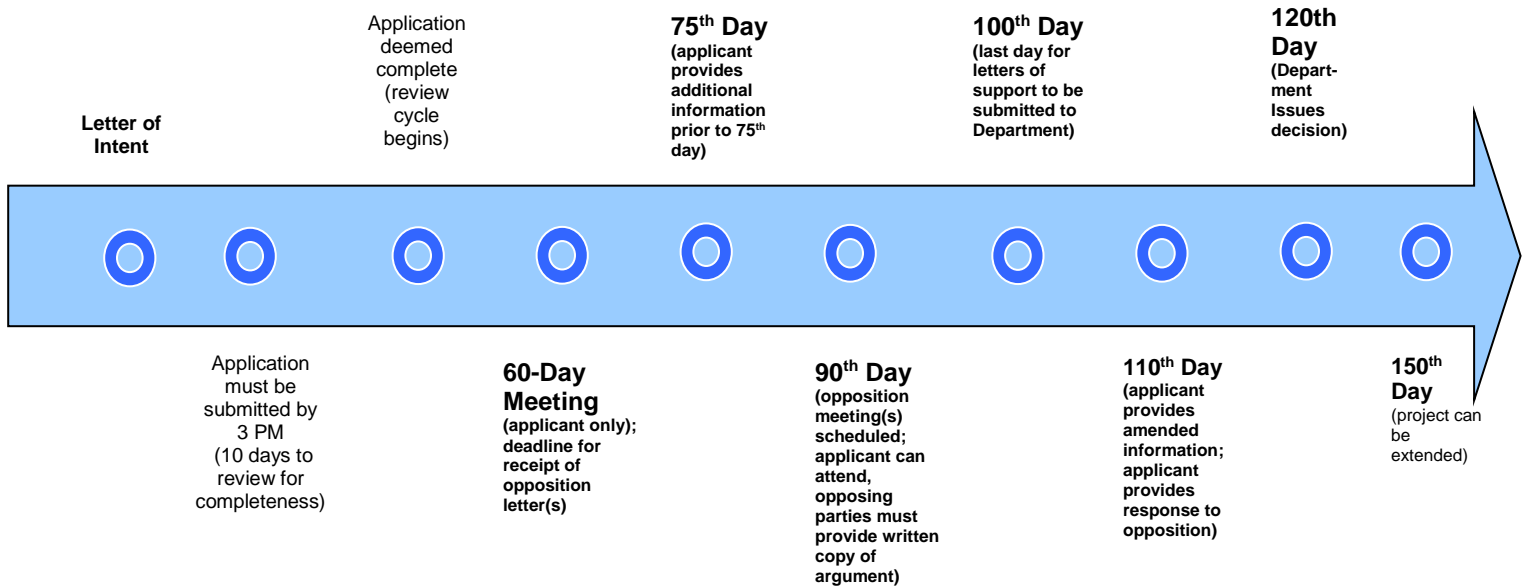 Letter of
Intent
Application
must be
submitted by
3 PM
(10 days to
review for
completeness)
Application
deemed
complete
(review
cycle
begins)
60-Day
Meeting
(applicant only);
deadline for
receipt of
opposition
letter(s)
75th Day
(applicant
provides
additional
information
prior to 75th
day)
90th Day
(opposition
meeting(s)
scheduled;
applicant can
attend,
opposing
parties must
provide written
copy of
argument)
100th Day
(last day for
letters of
support to be
submitted to
Department)
110th Day
(applicant
provides
amended
information;
applicant
provides
response to
opposition)
120th
Day
(Depart-
ment
Issues
decision)
150th
Day
(project can
be
extended)